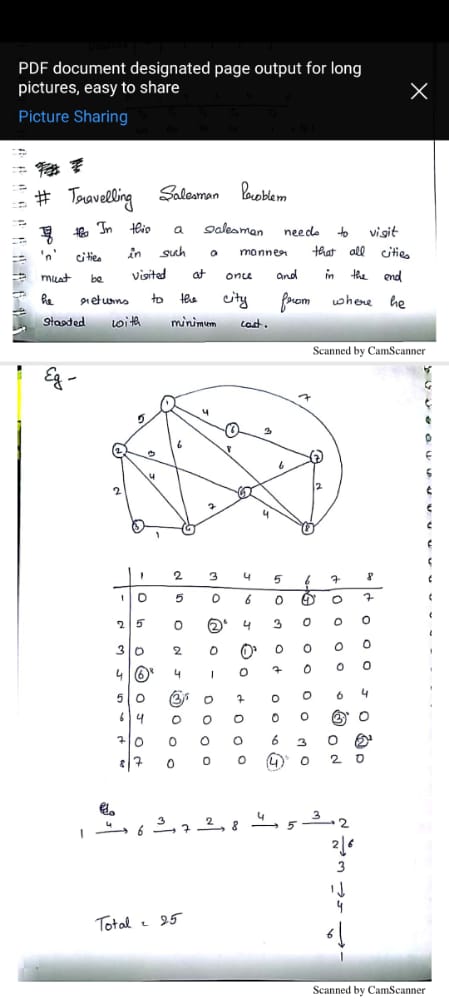 PDF document designated page output for long
pictures, easy to share
Picture Sharing
# Travelling Salesman Problem
In this a salesman needs to visit
'n' cities in such a manner that all cities
must be visited at once and in the end
he returns to the city from where he
started with minimum cost.
Scanned by CamScanner
Eg -
7
1
5 4
6 3
2 3 6 8 7
4 6
2 5 2
7 4
3 1 4 8
1 2 3 4 5 6 7 8
1 0 5 0 6 0 4 0 7
2 5 0 2 4 3 0 0 0
3 0 2 0 1 0 0 0 0
4 6 4 1 0 7 0 0 0
5 0 3 0 7 0 0 6 4
6 4 0 0 0 0 0 3 0
7 0 0 0 0 6 3 0 2
8 7 0 0 0 4 0 2 0
4 3 2 4 3
1 → 6 → 7 → 8 → 5 → 2
2
3
1
4
Total = 25
6
1
Scanned by CamScanner